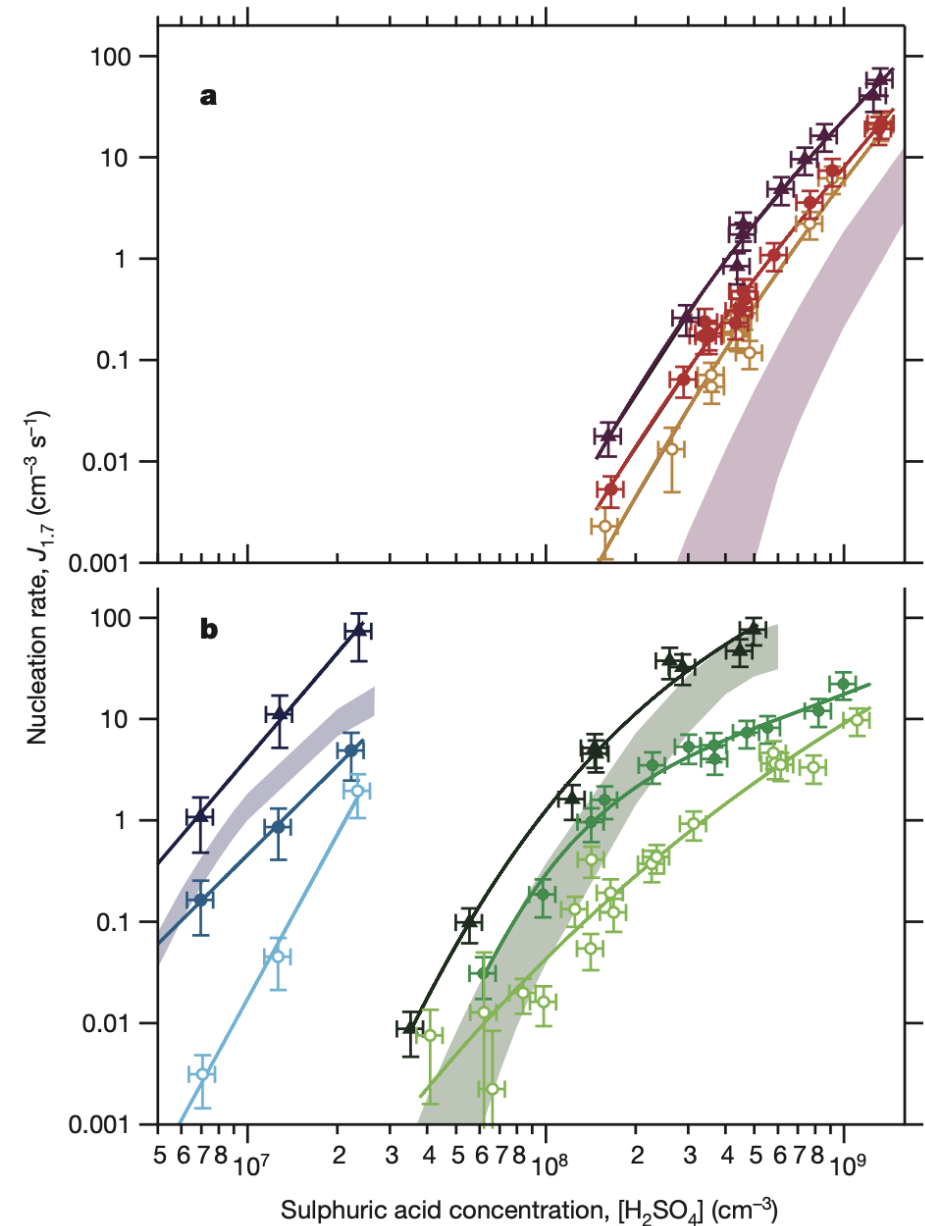 a
100
10
1
0.1
0.01
0.001
b
100
10
1
0.1
0.01
0.001
Nucleation rate, J1.7 (cm–3 s–1)
5 6 7 8 10⁷ 2 3 4 5 6 7 8 10⁸ 2 3 4 5 6 7 8 10⁹
Sulphuric acid concentration, [H2SO4] (cm–3)